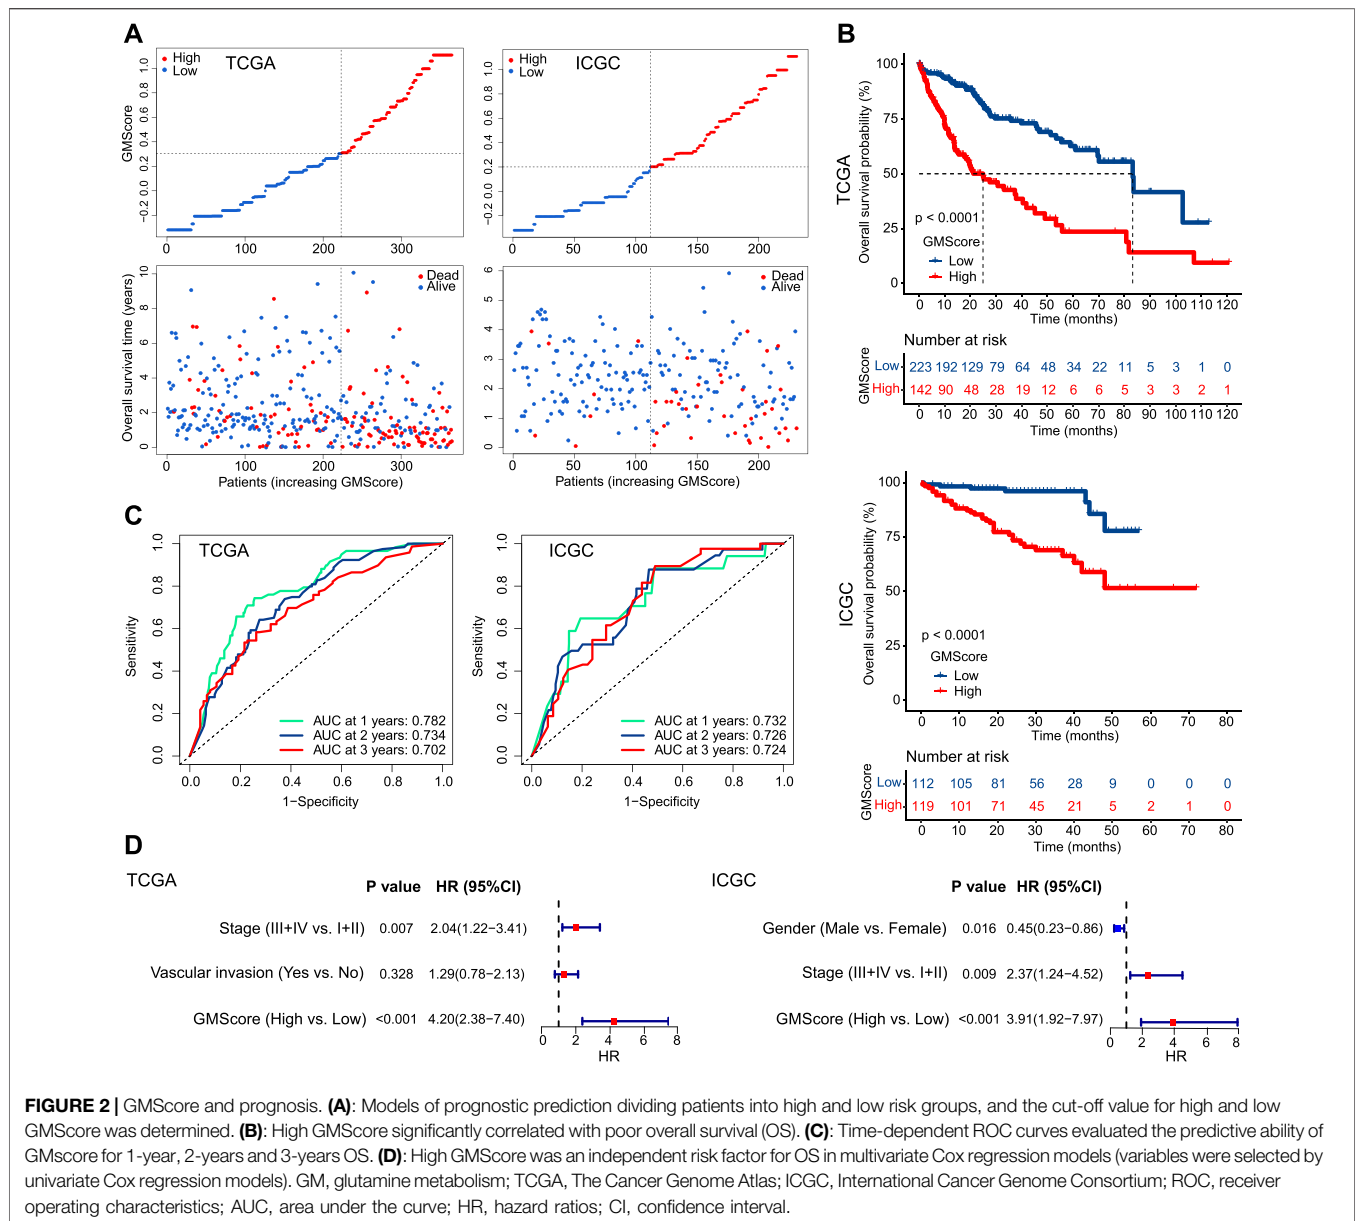 A
High
Low
TCGA
GMScore
1.0
0.8
0.6
0.4
0.2
0.0
−0.2
0 100 200 300
High
Low
ICGC
1.0
0.8
0.6
0.4
0.2
0.0
−0.2
0 50 100 150 200
Dead
Alive
Overall survival time (years)
10
8
6
4
2
0
0 100 200 300
Patients (increasing GMScore)
Dead
Alive
6
5
4
3
2
1
0
0 50 100 150 200
Patients (increasing GMScore)
B
TCGA
Overall survival probability (%)
100
75
50
25
0
p < 0.0001
GMScore
Low
High
0 10 20 30 40 50 60 70 80 90 100 110 120
Time (months)
Number at risk
GMScore
Low 223 192 129 79 64 48 34 22 11 5 3 1 0
High 142 90 48 28 19 12 6 6 5 3 3 2 1
0 10 20 30 40 50 60 70 80 90 100 110 120
Time (months)
ICGC
Overall survival probability (%)
100
75
50
25
0
p < 0.0001
GMScore
Low
High
0 10 20 30 40 50 60 70 80
Time (months)
Number at risk
GMScore
Low 112 105 81 56 28 9 0 0 0
High 119 101 71 45 21 5 2 1 0
0 10 20 30 40 50 60 70 80
Time (months)
C
TCGA
Sensitivity
1.0
0.8
0.6
0.4
0.2
0.0
AUC at 1 years: 0.782
AUC at 2 years: 0.734
AUC at 3 years: 0.702
0.0 0.2 0.4 0.6 0.8 1.0
1−Specificity
ICGC
Sensitivity
1.0
0.8
0.6
0.4
0.2
0.0
AUC at 1 years: 0.732
AUC at 2 years: 0.726
AUC at 3 years: 0.724
0.0 0.2 0.4 0.6 0.8 1.0
1−Specificity
D
TCGA
P value HR (95%CI)
Stage (III+IV vs. I+II) 0.007 2.04(1.22−3.41)
Vascular invasion (Yes vs. No) 0.328 1.29(0.78−2.13)
GMScore (High vs. Low) <0.001 4.20(2.38−7.40)
0 2 4 6 8
HR
ICGC
P value HR (95%CI)
Gender (Male vs. Female) 0.016 0.45(0.23−0.86)
Stage (III+IV vs. I+II) 0.009 2.37(1.24−4.52)
GMScore (High vs. Low) <0.001 3.91(1.92−7.97)
0 2 4 6 8
HR
FIGURE 2 | GMScore and prognosis. (A): Models of prognostic prediction dividing patients into high and low risk groups, and the cut-off value for high and low
GMScore was determined. (B): High GMScore significantly correlated with poor overall survival (OS). (C): Time-dependent ROC curves evaluated the predictive ability of
GMscore for 1-year, 2-years and 3-years OS. (D): High GMScore was an independent risk factor for OS in multivariate Cox regression models (variables were selected by
univariate Cox regression models). GM, glutamine metabolism; TCGA, The Cancer Genome Atlas; ICGC, International Cancer Genome Consortium; ROC, receiver
operating characteristics; AUC, area under the curve; HR, hazard ratios; CI, confidence interval.